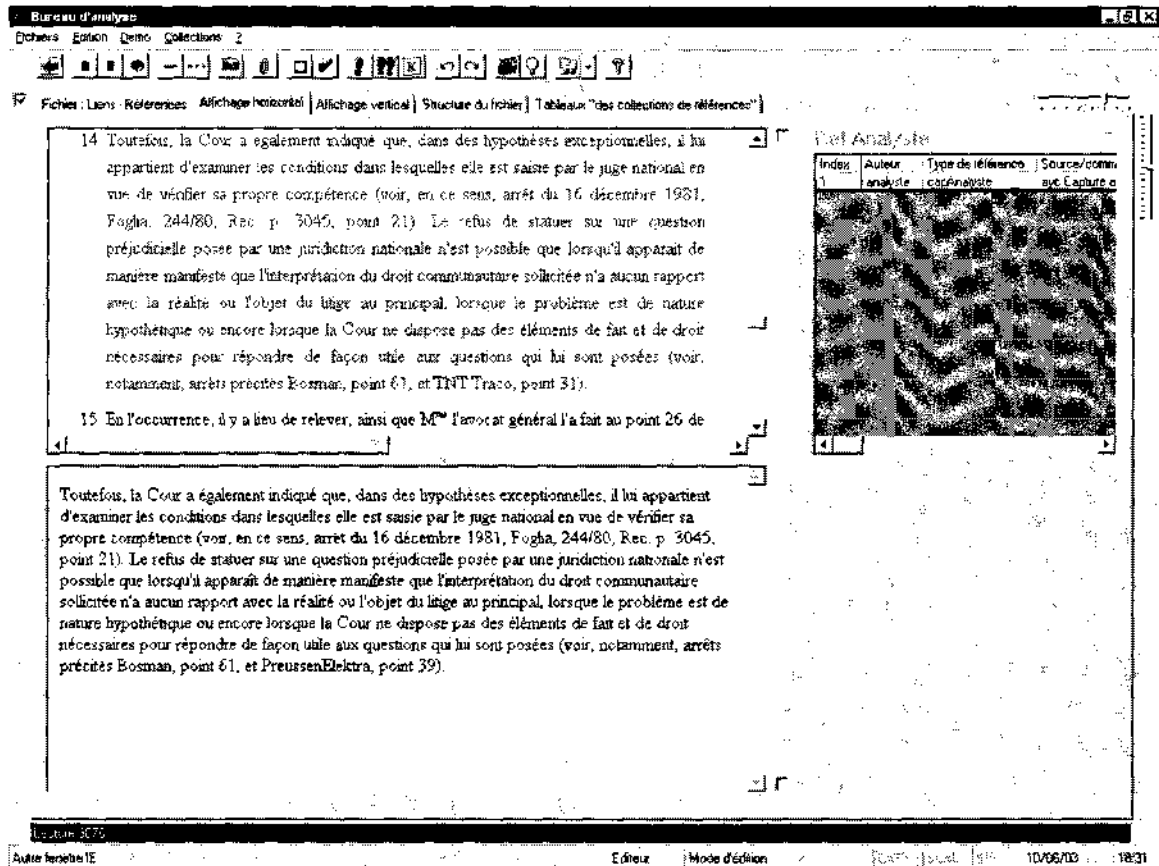 Bureau d'analyse
Fichiers Edition Demo Collections ?
Fichier : Liens - Références Affichage horizontal Affichage vertical Structure du fichier Tableaux "des collections de références"
14 Toutefois, la Cour a également indiqué que, dans des hypothèses exceptionnelles, il lui
appartient d'examiner les conditions dans lesquelles elle est saisie par le juge national en
vue de vérifier sa propre compétence (voir, en ce sens, arrêt du 16 décembre 1981,
Foglia, 244/80, Rec. p. 3045, point 21). Le refus de statuer sur une question
préjudicielle posée par une juridiction nationale n'est possible que lorsqu'il apparaît de
manière manifeste que l'interprétation du droit communautaire sollicitée n'a aucun rapport
avec la réalité ou l'objet du litige au principal, lorsque le problème est de nature
hypothétique ou encore lorsque la Cour ne dispose pas des éléments de fait et de droit
nécessaires pour répondre de façon utile aux questions qui lui sont posées (voir,
notamment, arrêts précités Bosman, point 61, et TNT Traco, point 31).
15 En l'occurrence, il y a lieu de relever, ainsi que Mme l'avocat général l'a fait au point 26 de
Ref Analyste
Index Auteur Type de référence Source/comm
1 analyste capAnalyste avc Capture a
Toutefois, la Cour a également indiqué que, dans des hypothèses exceptionnelles, il lui appartient
d'examiner les conditions dans lesquelles elle est saisie par le juge national en vue de vérifier sa
propre compétence (voir, en ce sens, arrêt du 16 décembre 1981, Foglia, 244/80, Rec. p. 3045,
point 21). Le refus de statuer sur une question préjudicielle posée par une juridiction nationale n'est
possible que lorsqu'il apparaît de manière manifeste que l'interprétation du droit communautaire
sollicitée n'a aucun rapport avec la réalité ou l'objet du litige au principal, lorsque le problème est de
nature hypothétique ou encore lorsque la Cour ne dispose pas des éléments de fait et de droit
nécessaires pour répondre de façon utile aux questions qui lui sont posées (voir, notamment, arrêts
précités Bosman, point 61, et PreussenElektra, point 39).
Lecture 3076
Autre fenêtre IE Editeur Mode d'édition 10/06/03 18:31